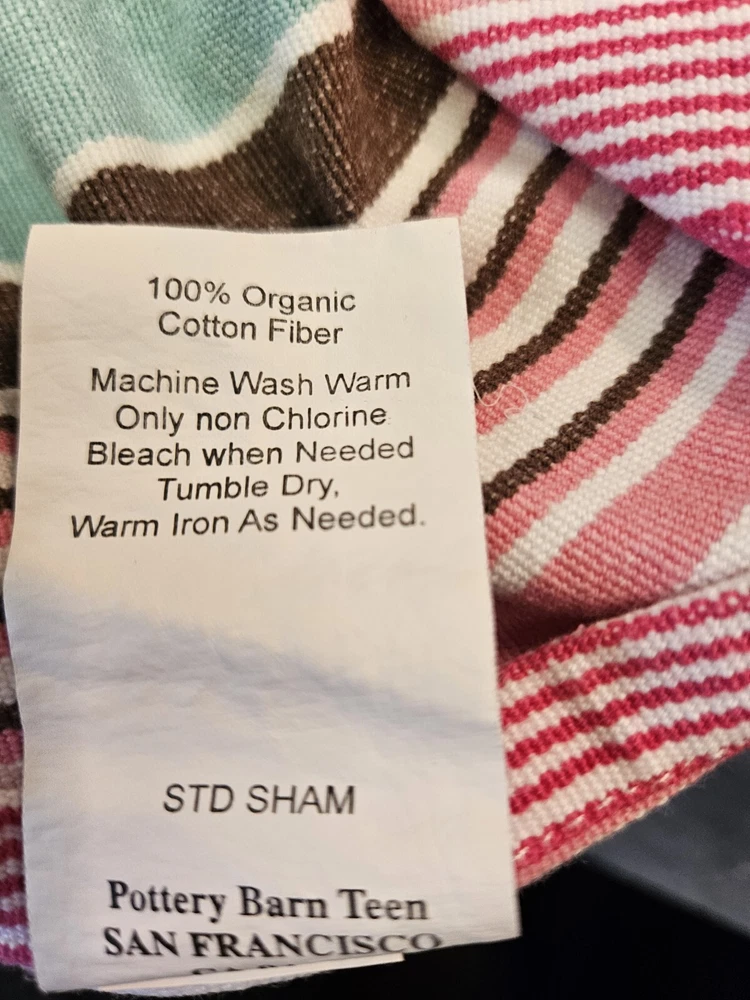 100% Organic
Cotton Fiber
Machine Wash Warm
Only non Chlorine
Bleach when Needed
Tumble Dry,
Warm Iron As Needed.
STD SHAM
Pottery Barn Teen
SAN FRANCISCO